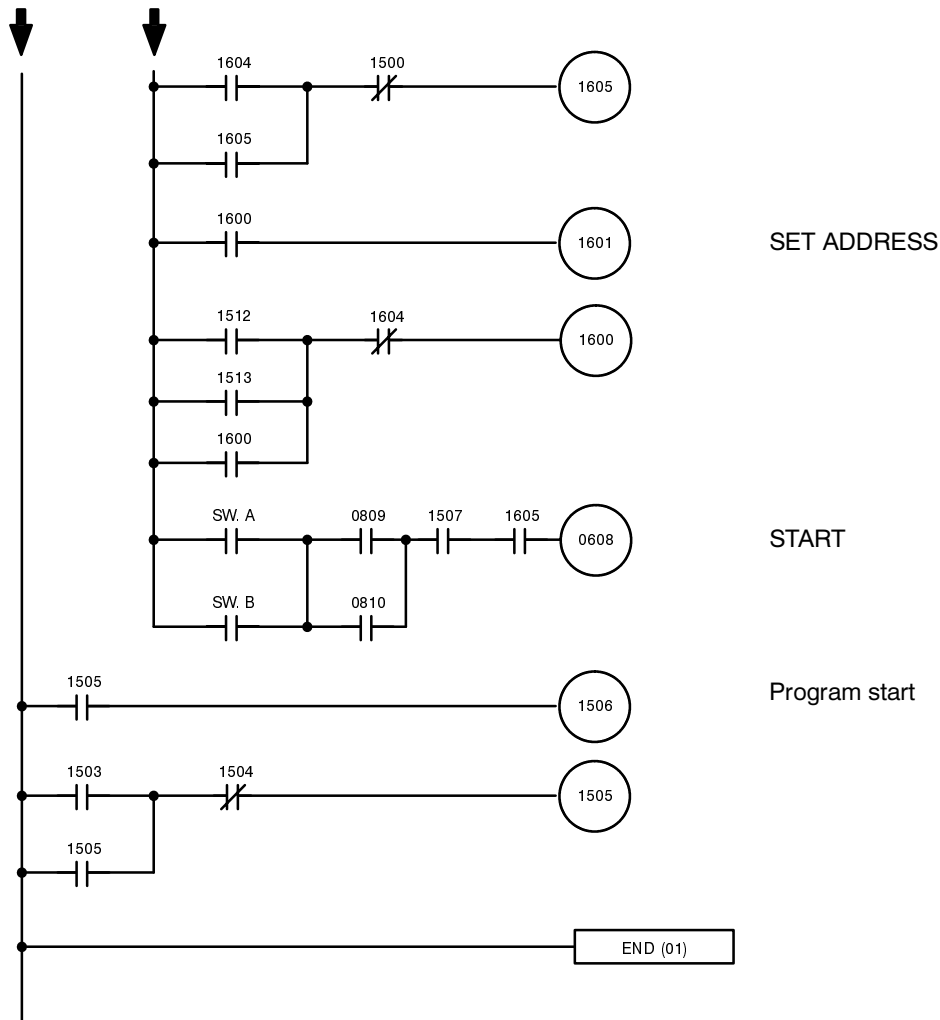 1604 1500
1605
1605
1600
1601 SET ADDRESS
1512 1604
1600
1513
1600
SW. A 0809 1507 1605
0608 START
SW. B 0810
1505
1506 Program start
1503 1504
1505
1505
END (01)